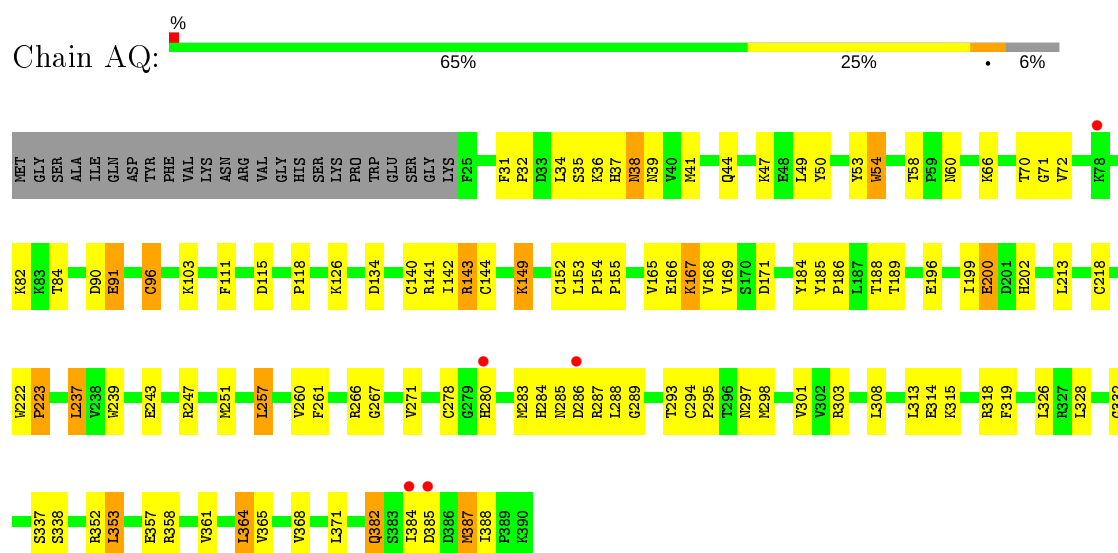 %
Chain AQ:
65% 25% • 6%
MET GLY SER ALA ILE GLN ASP TYR PHE VAL LYS ASN ARG VAL GLY HIS SER LYS PRO TRP GLU SER GLY LYS F25 F31 P32 D33 L34 S35 K36 H37 N38 N39 V40 M41 Q44 K47 E48 L49 Y50 Y53 W54 T58 P59 N60 K66 T70 G71 V72 K78
K82 K83 T84 D90 E91 C96 K103 F111 D115 P118 K126 D134 C140 R141 I142 R143 C144 K149 C152 L153 P154 P155 V165 E166 K167 V168 V169 S170 D171 Y184 Y185 P186 L187 T188 T189 E196 I199 E200 D201 H202 L213 C218
W222 P223 L237 V238 W239 E243 R247 M251 L257 V260 F261 R266 G267 V271 C278 G279 H280 M283 H284 N285 D286 R287 L288 G289 T293 C294 P295 T296 N297 M298 V301 V302 R303 L308 L313 E314 K315 R318 F319 L326 R327 L328
S337 S338 R352 L353 E357 R358 V361 L364 V365 V368 L371 Q382 S383 I384 D385 D386 M387 I388 P389 K390